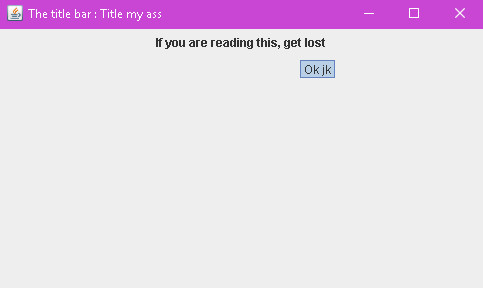 The title bar : Title my ass
If you are reading this, get lost
Ok jk